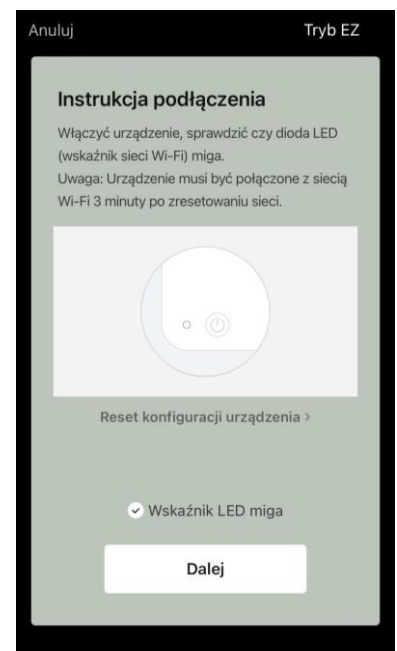 Anuluj Tryb EZ
Instrukcja podłączenia
Włączyć urządzenie, sprawdzić czy dioda LED
(wskaźnik sieci Wi-Fi) miga.
Uwaga: Urządzenie musi być połączone z siecią
Wi-Fi 3 minuty po zresetowaniu sieci.
Reset konfiguracji urządzenia >
Wskaźnik LED miga
Dalej